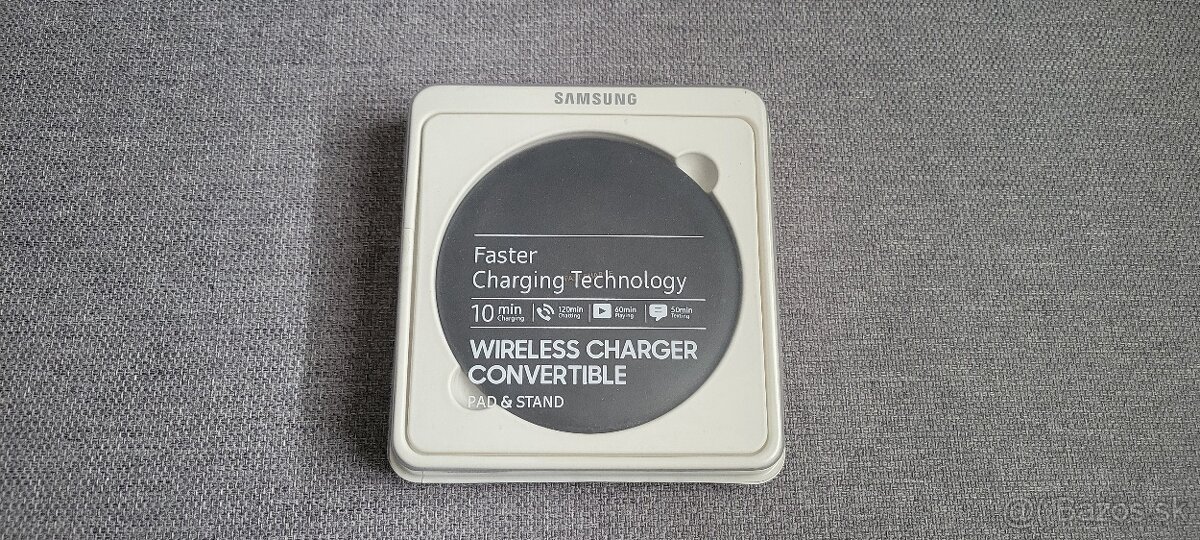 SAMSUNG
Faster
Charging Technology
10 min Charging 120min Chatting 60min Playing 50min Texting
WIRELESS CHARGER
CONVERTIBLE
PAD & STAND
Bazos.sk